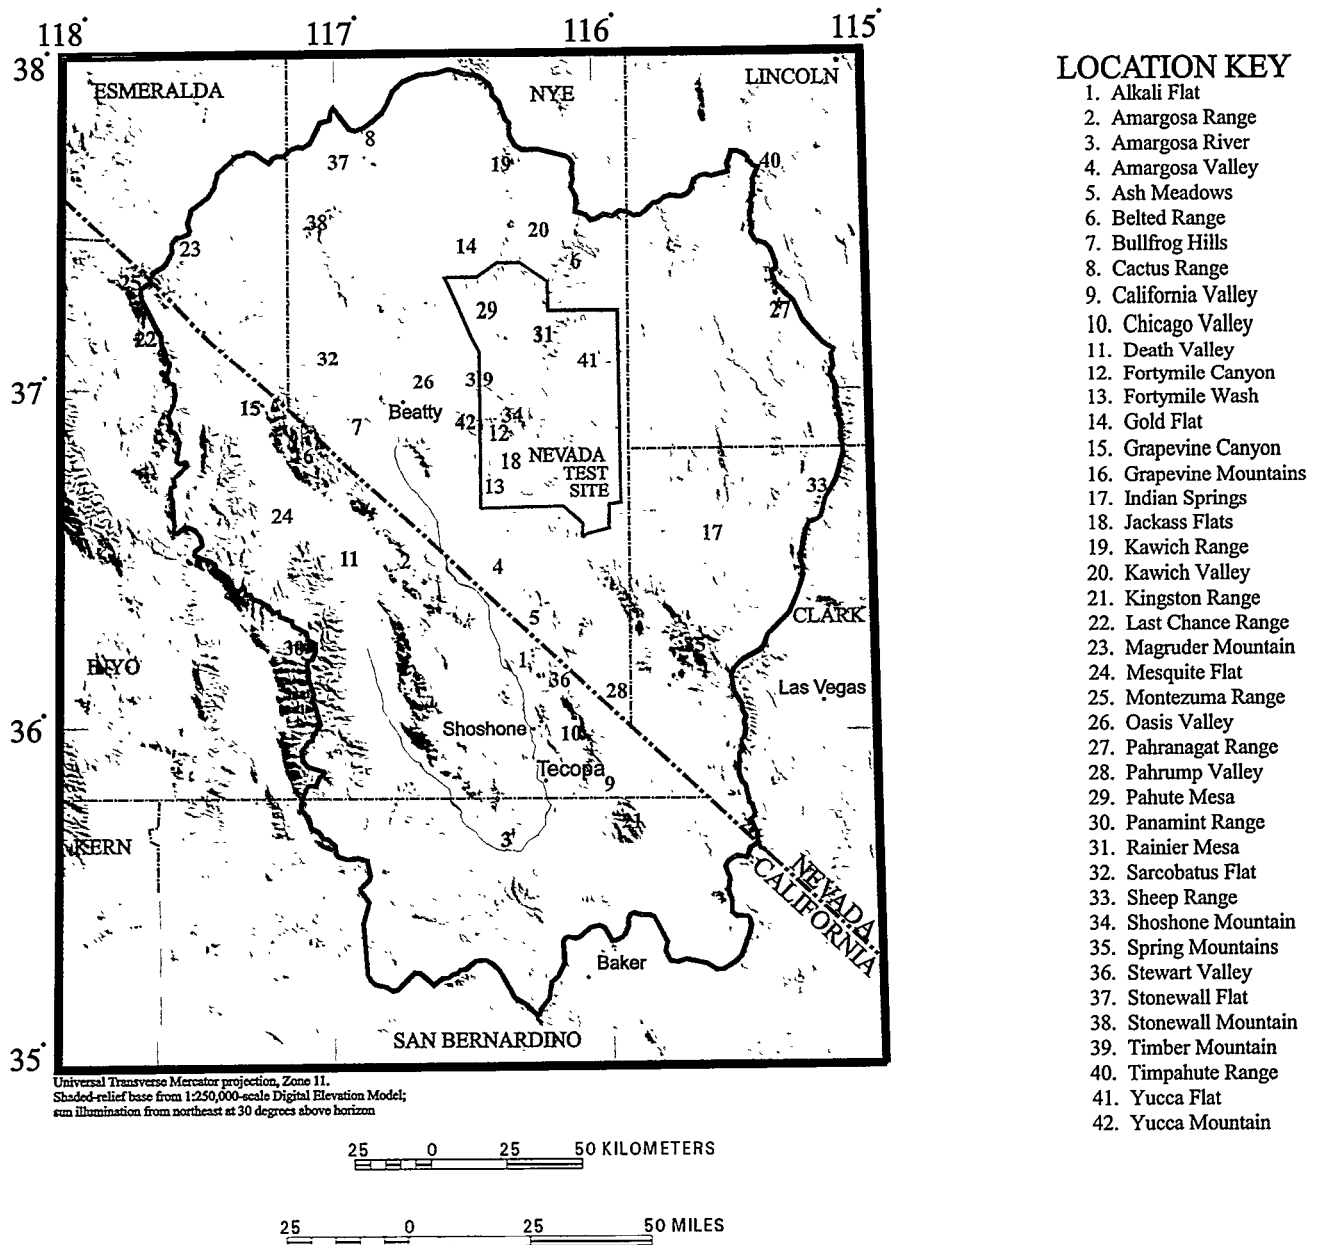 118° 117° 116° 115°
38°
ESMERALDA
NYE
LINCOLN
8
37
19
40
38
23
14
20
6
25
29
27
22
31
32
41
37°
26
39
15
Beatty
7
42
34
12
16
18
NEVADA
TEST
SITE
13
33
24
17
11
2
4
5
CLARK
30
INYO
1
35
36
28
Las Vegas
36°
Shoshone
10
Tecopa
9
3
21
KERN
NEVADA
CALIFORNIA
Baker
SAN BERNARDINO
35°
Universal Transverse Mercator projection, Zone 11.
Shaded-relief base from 1:250,000-scale Digital Elevation Model;
sun illumination from northeast at 30 degrees above horizon
25 0 25 50 KILOMETERS
25 0 25 50 MILES
LOCATION KEY
1. Alkali Flat
2. Amargosa Range
3. Amargosa River
4. Amargosa Valley
5. Ash Meadows
6. Belted Range
7. Bullfrog Hills
8. Cactus Range
9. California Valley
10. Chicago Valley
11. Death Valley
12. Fortymile Canyon
13. Fortymile Wash
14. Gold Flat
15. Grapevine Canyon
16. Grapevine Mountains
17. Indian Springs
18. Jackass Flats
19. Kawich Range
20. Kawich Valley
21. Kingston Range
22. Last Chance Range
23. Magruder Mountain
24. Mesquite Flat
25. Montezuma Range
26. Oasis Valley
27. Pahranagat Range
28. Pahrump Valley
29. Pahute Mesa
30. Panamint Range
31. Rainier Mesa
32. Sarcobatus Flat
33. Sheep Range
34. Shoshone Mountain
35. Spring Mountains
36. Stewart Valley
37. Stonewall Flat
38. Stonewall Mountain
39. Timber Mountain
40. Timpahute Range
41. Yucca Flat
42. Yucca Mountain